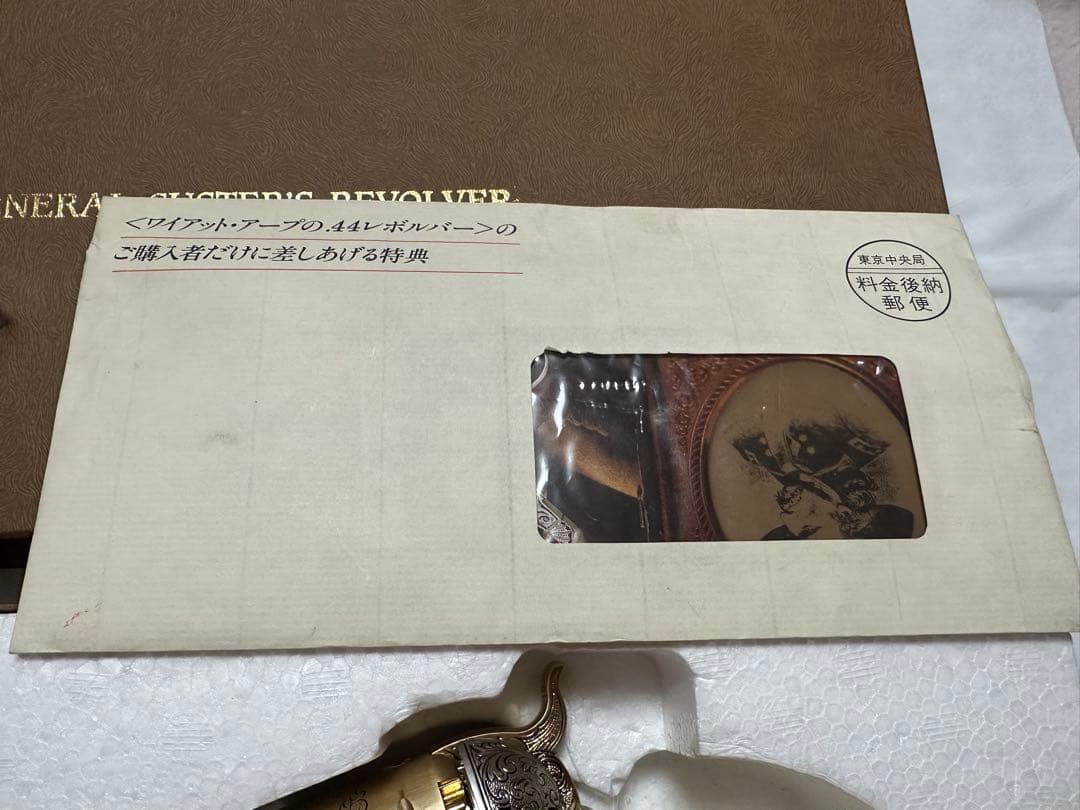 GENERAL CUSTER'S REVOLVER
<ワイアット・アープの.44レボルバー>の
ご購入者だけに差しあげる特典
東京中央局
料金後納
郵便